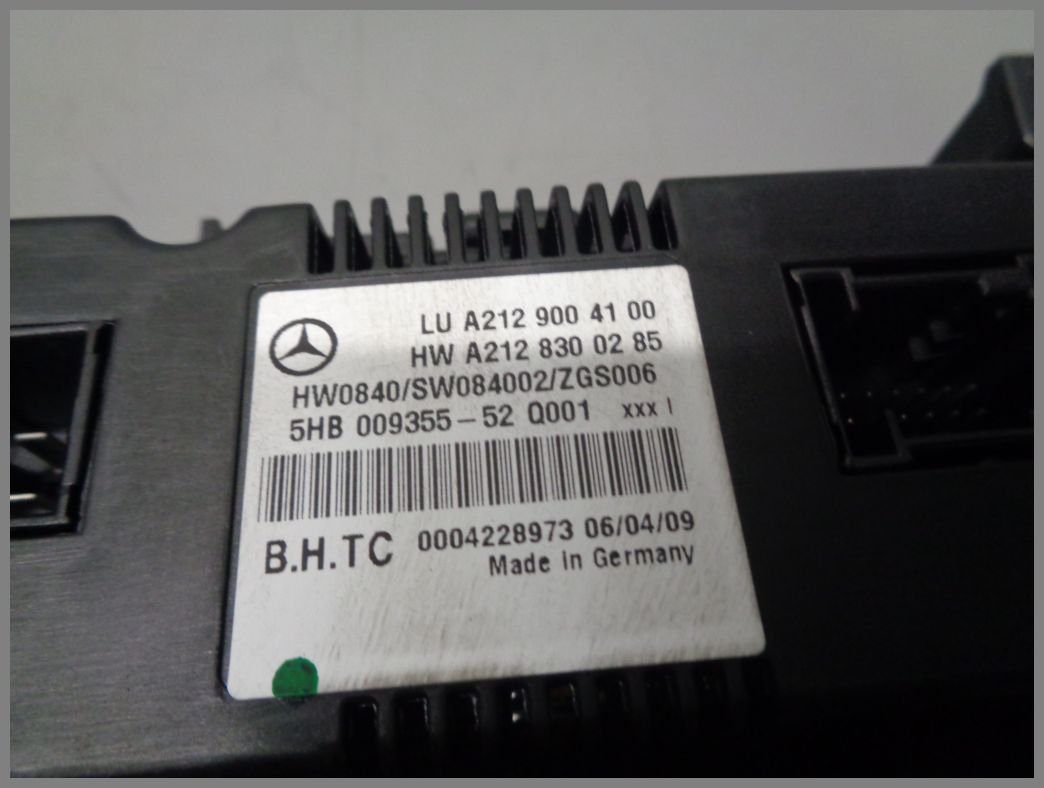 LU A212 900 41 00
HW A212 830 02 85
HW0840/SW084002/ZGS006
5HB 009355-52 Q001 xxx I
B.H.TC 0004228973 06/04/09
Made in Germany